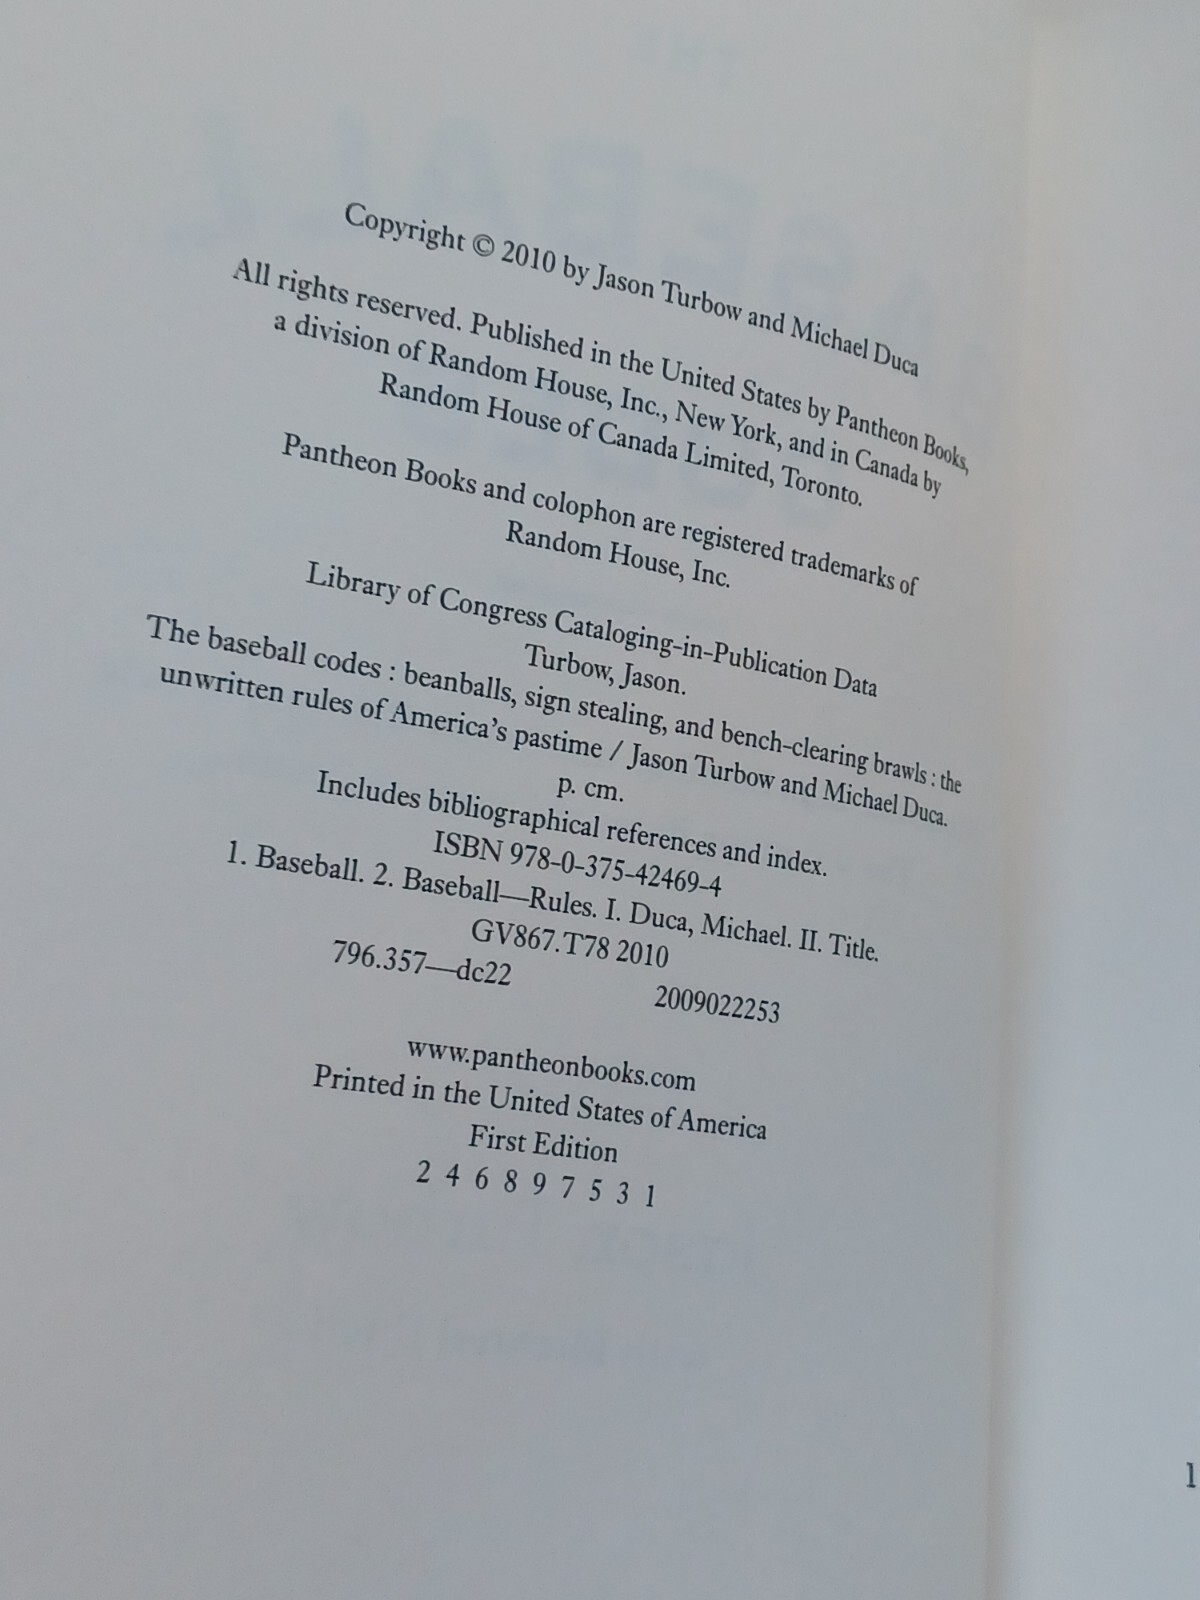 Copyright © 2010 by Jason Turbow and Michael Duca
All rights reserved. Published in the United States by Pantheon Books,
a division of Random House, Inc., New York, and in Canada by
Random House of Canada Limited, Toronto.
Pantheon Books and colophon are registered trademarks of
Random House, Inc.
Library of Congress Cataloging-in-Publication Data
Turbow, Jason.
The baseball codes : beanballs, sign stealing, and bench-clearing brawls : the
unwritten rules of America's pastime / Jason Turbow and Michael Duca.
p. cm.
Includes bibliographical references and index.
ISBN 978-0-375-42469-4
1. Baseball. 2. Baseball—Rules. I. Duca, Michael. II. Title.
GV867.T78 2010
796.357—dc22 2009022253
www.pantheonbooks.com
Printed in the United States of America
First Edition
2 4 6 8 9 7 5 3 1
1